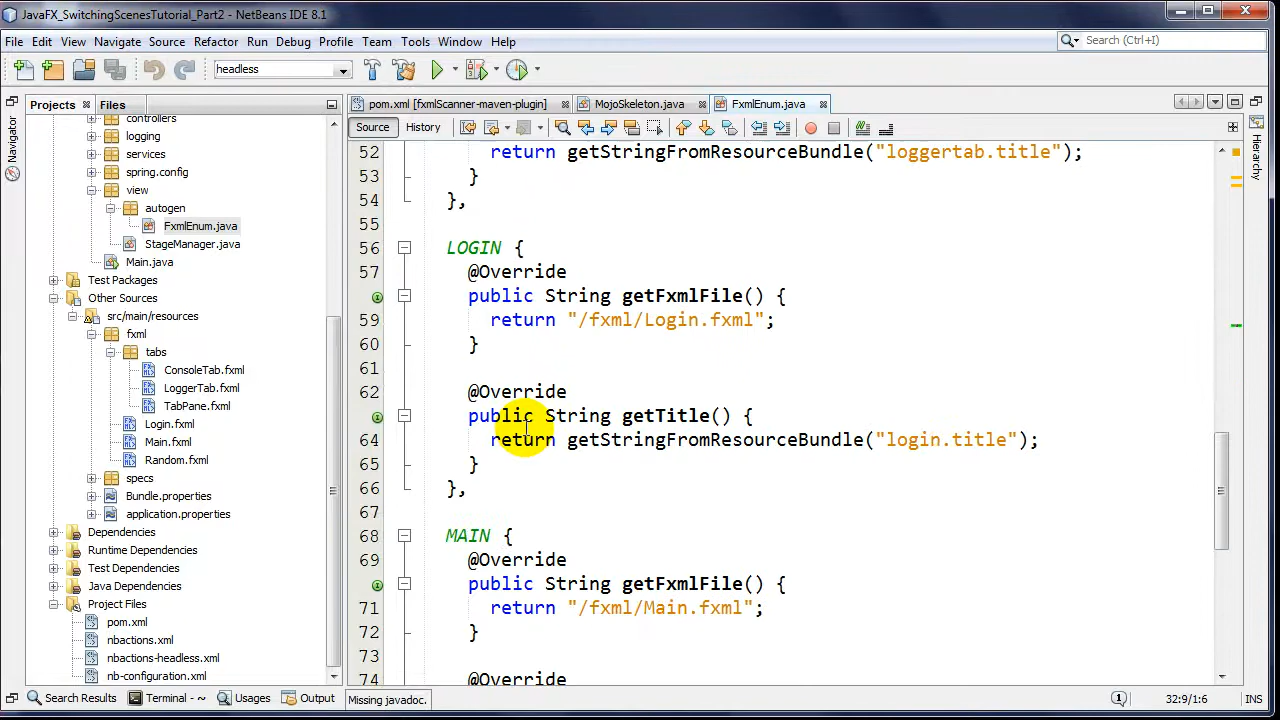 JavaFX_SwitchingScenesTutorial_Part2 - NetBeans IDE 8.1
File Edit View Navigate Source Refactor Run Debug Profile Team Tools Window Help
Search (Ctrl+I)
headless
Projects Files
pom.xml [fxmlScanner-maven-plugin] MojoSkeleton.java FxmlEnum.java
Source History
Navigator
Hierarchy
controllers
logging
services
spring.config
view
autogen
FxmlEnum.java
StageManager.java
Main.java
Test Packages
Other Sources
src/main/resources
fxml
tabs
ConsoleTab.fxml
LoggerTab.fxml
TabPane.fxml
Login.fxml
Main.fxml
Random.fxml
specs
Bundle.properties
application.properties
Dependencies
Runtime Dependencies
Test Dependencies
Java Dependencies
Project Files
pom.xml
nbactions.xml
nbactions-headless.xml
nb-configuration.xml
52 return getStringFromResourceBundle("loggertab.title");
53 }
54 },
55
56 LOGIN {
57 @Override
public String getFxmlFile() {
59 return "/fxml/Login.fxml";
60 }
61
62 @Override
public String getTitle() {
64 return getStringFromResourceBundle("login.title");
65 }
66 },
67
68 MAIN {
69 @Override
public String getFxmlFile() {
71 return "/fxml/Main.fxml";
72 }
73
74 @Override
Search Results Terminal - ~ Usages Output Missing javadoc. 1 32:9/1:6 INS